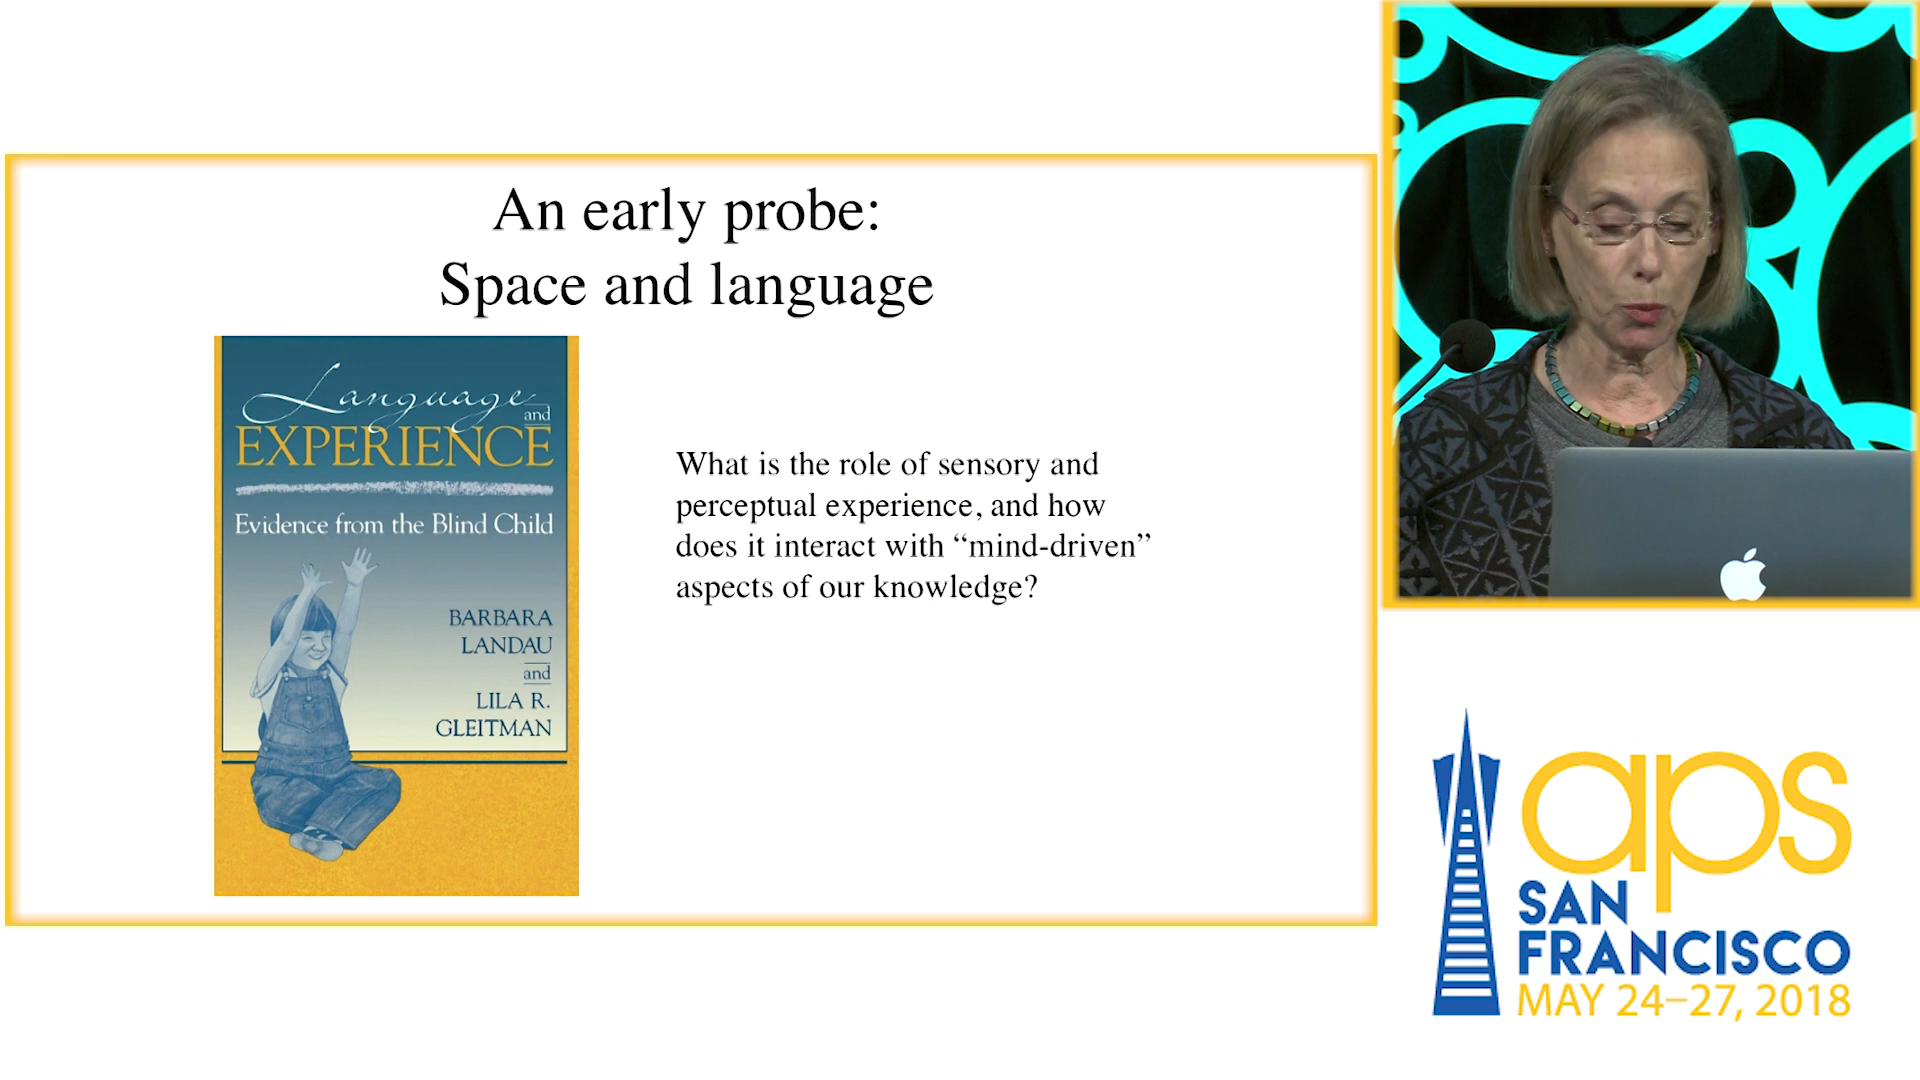 An early probe:
Space and language
Language and
EXPERIENCE
Evidence from the Blind Child
BARBARA
LANDAU
and
LILA R.
GLEITMAN
What is the role of sensory and
perceptual experience, and how
does it interact with “mind-driven”
aspects of our knowledge?
aps
SAN
FRANCISCO
MAY 24–27, 2018